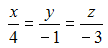 x/4 = y/-1 = z/-3